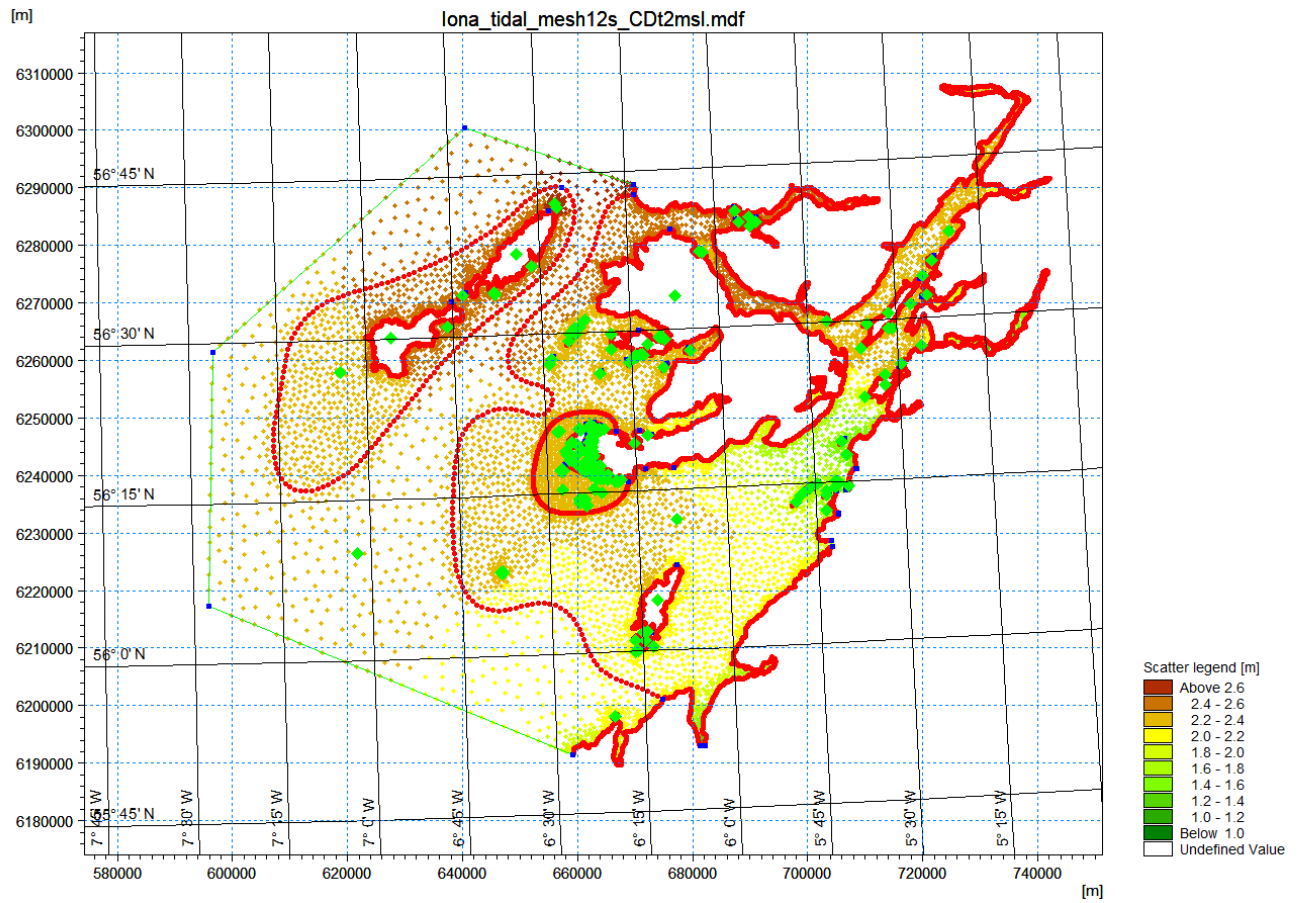 [m]
Iona_tidal_mesh12s_CDt2msl.mdf
6310000
6300000
6290000
6280000
6270000
6260000
6250000
6240000
6230000
6220000
6210000
6200000
6190000
6180000
56° 45' N
56° 30' N
56° 15' N
56° 0' N
55° 45' N
7° 45' W
7° 30' W
7° 15' W
7° 0' W
6° 45' W
6° 30' W
6° 15' W
6° 0' W
5° 45' W
5° 30' W
5° 15' W
580000
600000
620000
640000
660000
680000
700000
720000
740000
[m]
Scatter legend [m]
Above 2.6
2.4 - 2.6
2.2 - 2.4
2.0 - 2.2
1.8 - 2.0
1.6 - 1.8
1.4 - 1.6
1.2 - 1.4
1.0 - 1.2
Below 1.0
Undefined Value